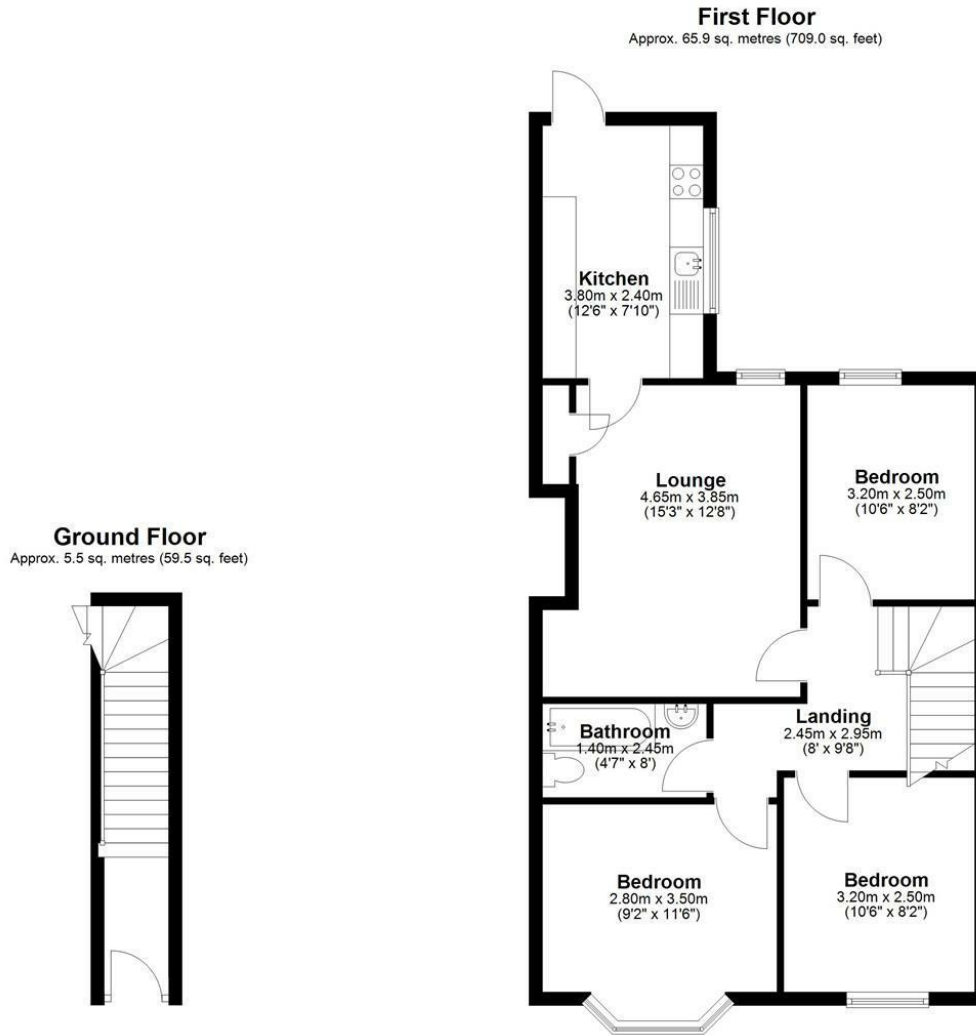 First Floor
Approx. 65.9 sq. metres (709.0 sq. feet)
Kitchen
3.80m x 2.40m
(12'6" x 7'10")
Lounge
4.65m x 3.85m
(15'3" x 12'8")
Bedroom
3.20m x 2.50m
(10'6" x 8'2")
Ground Floor
Approx. 5.5 sq. metres (59.5 sq. feet)
Bathroom
1.40m x 2.45m
(4'7" x 8')
Landing
2.45m x 2.95m
(8' x 9'8")
Bedroom
2.80m x 3.50m
(9'2" x 11'6")
Bedroom
3.20m x 2.50m
(10'6" x 8'2")